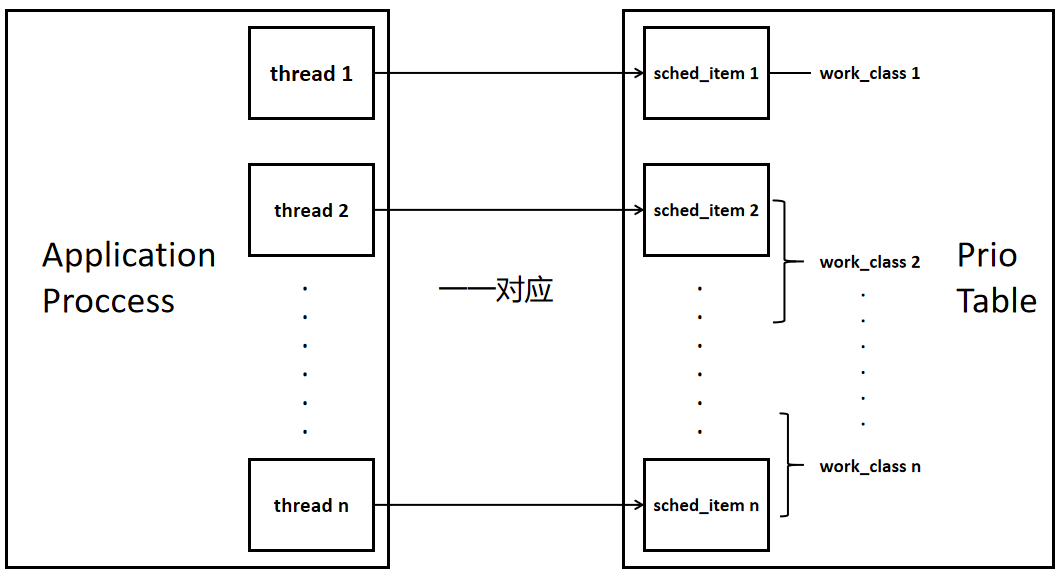 thread 1
sched_item 1
work_class 1
thread 2
sched_item 2
Application
Proccess
一一对应
work_class 2
Prio
Table
thread n
sched_item n
work_class n